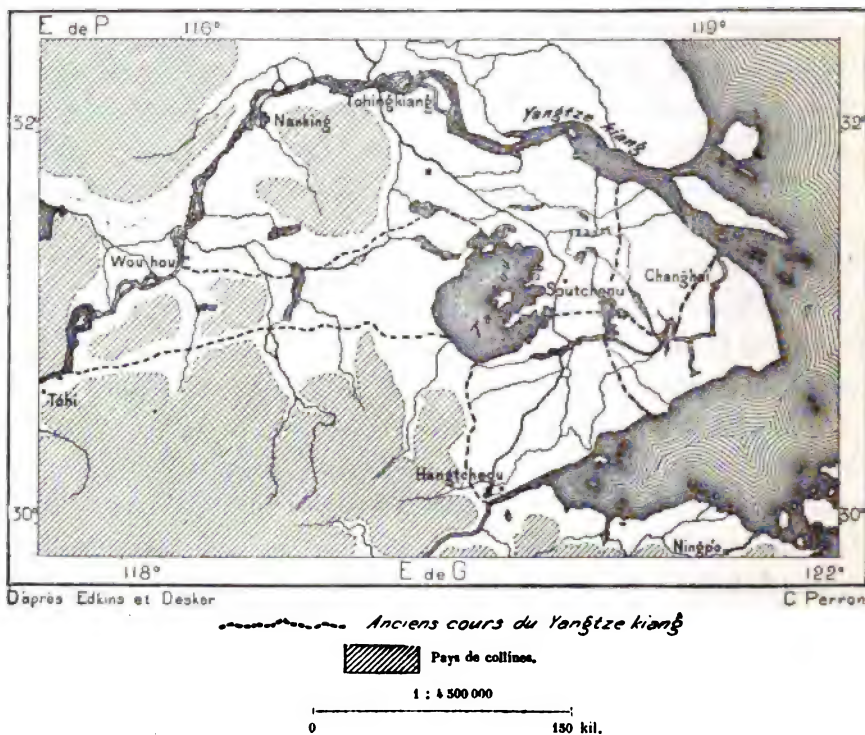 E de P 116° 119°
32° 32°
Tchingkiang
Nanking
Yangtze kiang
Wou hou
Soutcheou
Changhai
Tchi
Hangtcheou
30° 30°
Ningpo
118° E de G 122°
D'après Edkins et Desker C Perron
Anciens cours du Yangtze kiang
Pays de collines.
1 : 4 500 000
0 150 kil.